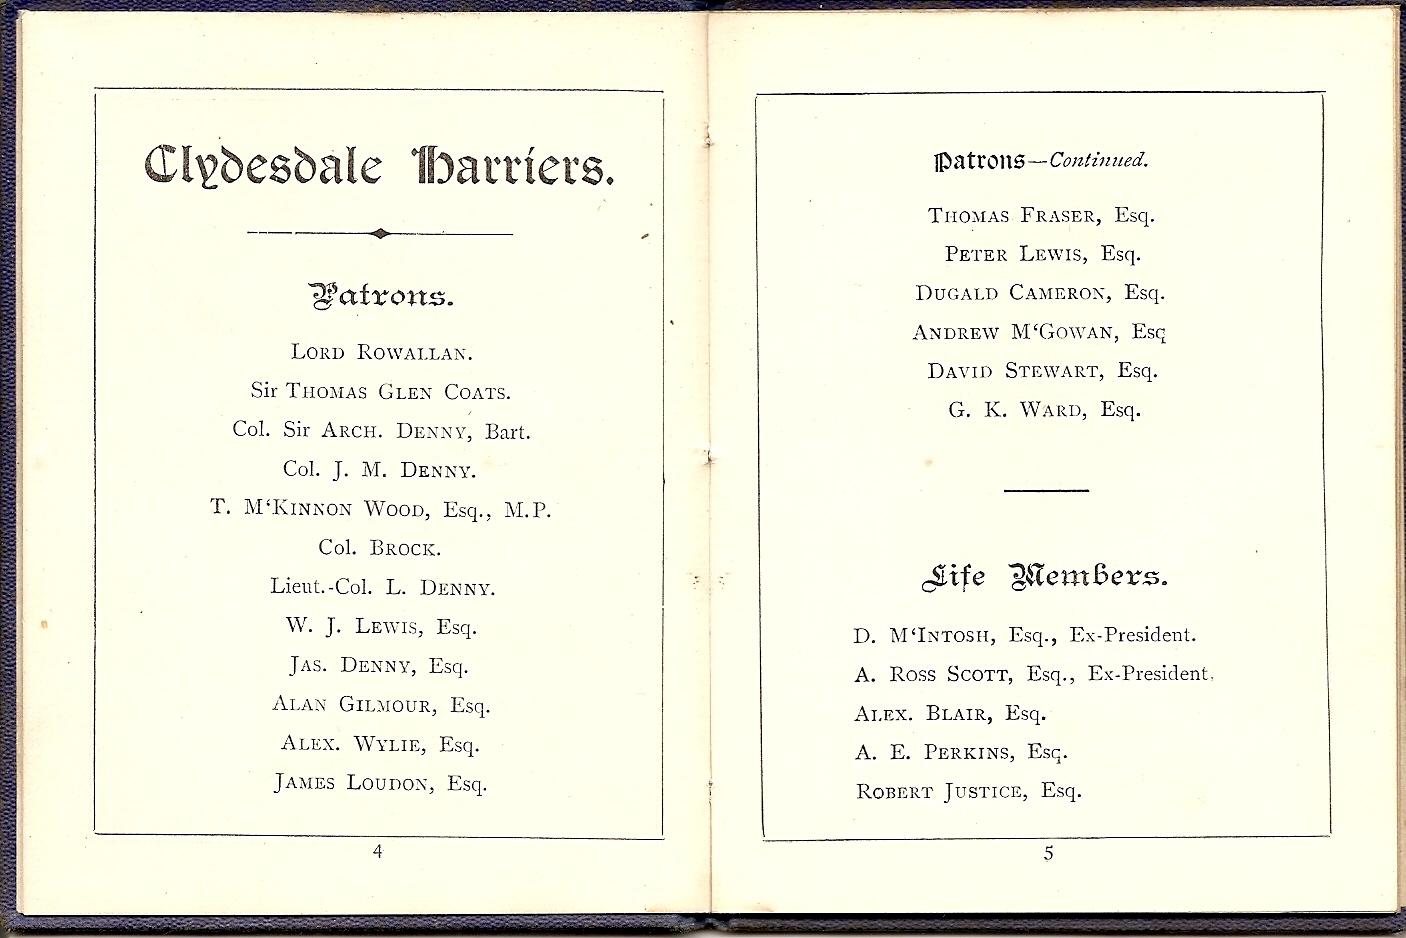 Clydesdale Harriers.
Patrons.
LORD ROWALLAN.
Sir THOMAS GLEN COATS.
Col. Sir ARCH. DENNY, Bart.
Col. J. M. DENNY.
T. M‘KINNON WOOD, Esq., M.P.
Col. BROCK.
Lieut.-Col. L. DENNY.
W. J. LEWIS, Esq.
JAS. DENNY, Esq.
ALAN GILMOUR, Esq.
ALEX. WYLIE, Esq.
JAMES LOUDON, Esq.
4
Patrons—Continued.
THOMAS FRASER, Esq.
PETER LEWIS, Esq.
DUGALD CAMERON, Esq.
ANDREW M‘GOWAN, Esq
DAVID STEWART, Esq.
G. K. WARD, Esq.
Life Members.
D. M‘INTOSH, Esq., Ex-President.
A. ROSS SCOTT, Esq., Ex-President.
ALEX. BLAIR, Esq.
A. E. PERKINS, Esq.
ROBERT JUSTICE, Esq.
5